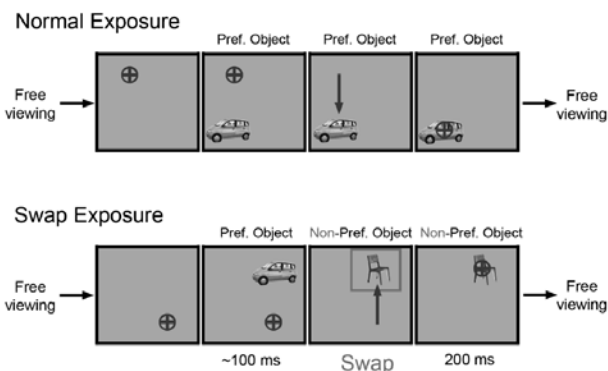 Normal Exposure
Pref. Object Pref. Object Pref. Object
Free viewing
Free viewing
Swap Exposure
Pref. Object Non-Pref. Object Non-Pref. Object
Free viewing
Free viewing
~100 ms Swap 200 ms